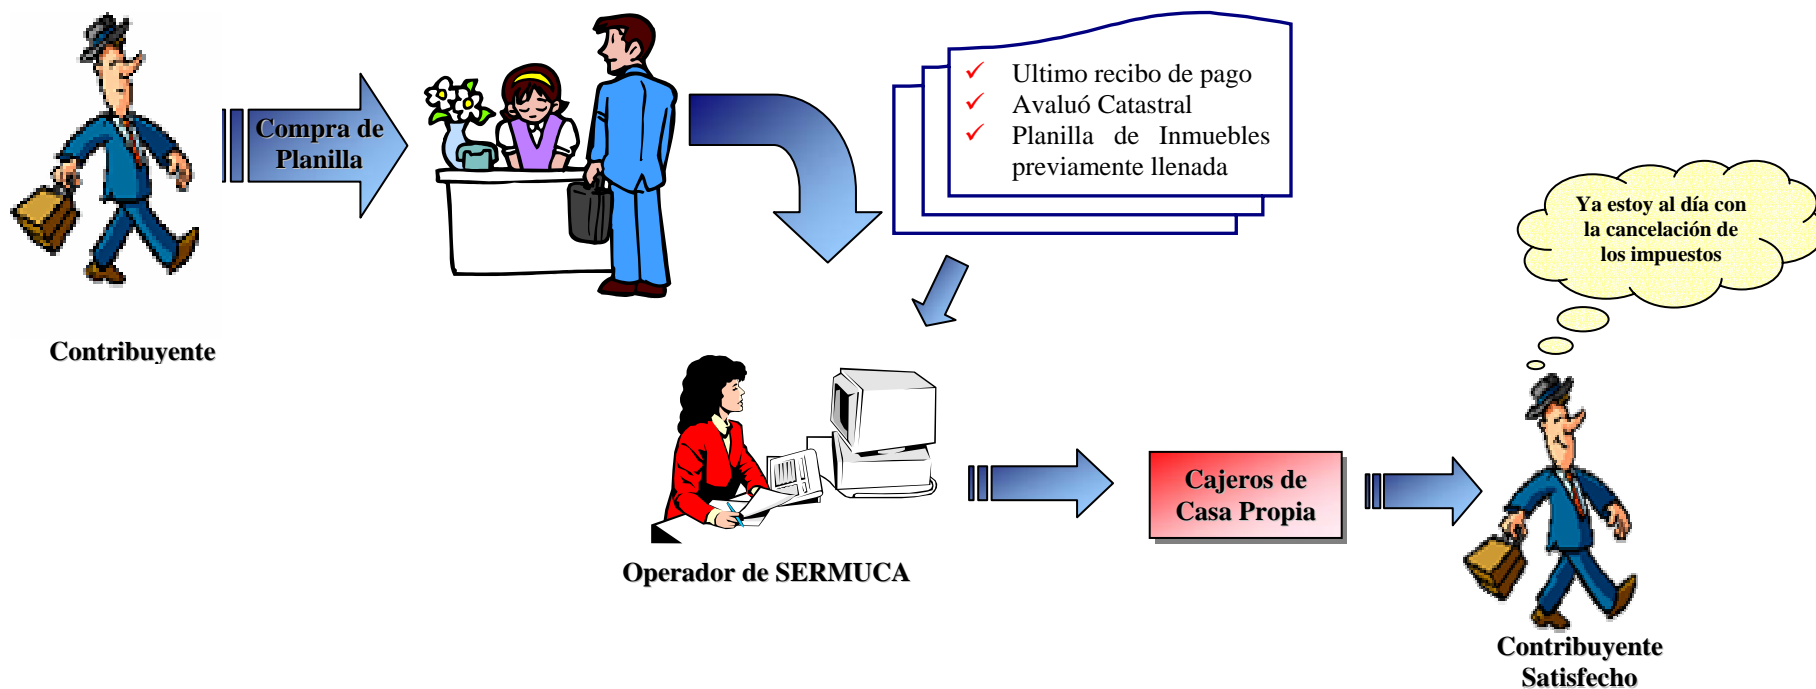 Compra de
Planilla
Contribuyente
Ultimo recibo de pago
Avaluó Catastral
Planilla de Inmuebles
previamente llenada
Operador de SERMUCA
Cajeros de
Casa Propia
Ya estoy al día con
la cancelación de
los impuestos
Contribuyente
Satisfecho